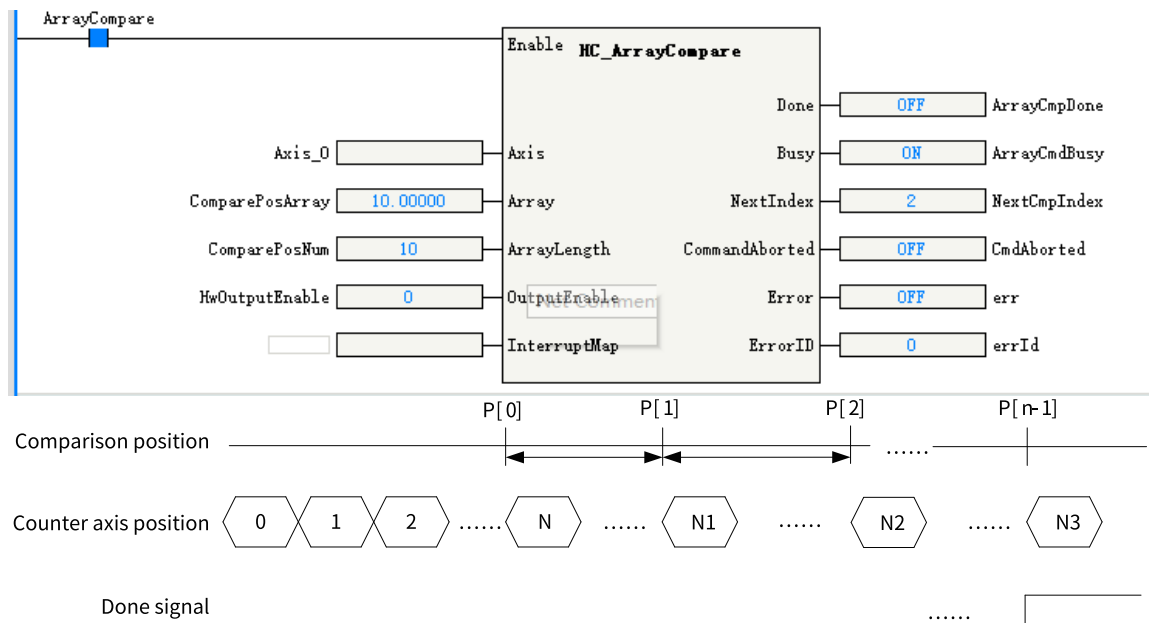 ArrayCompare
Enable HC_ArrayCompare
Done OFF ArrayCmpDone
Axis_0 Axis Busy ON ArrayCmdBusy
ComparePosArray 10.00000 Array NextIndex 2 NextCmpIndex
ComparePosNum 10 ArrayLength CommandAborted OFF CmdAborted
HwOutputEnable 0 OutputEnable Error OFF err
Net Comment
InterruptMap ErrorID 0 errId
P[0] P[1] P[2] P[n-1]
Comparison position ......
Counter axis position 0 1 2 ...... N ...... N1 ...... N2 ...... N3
Done signal ......